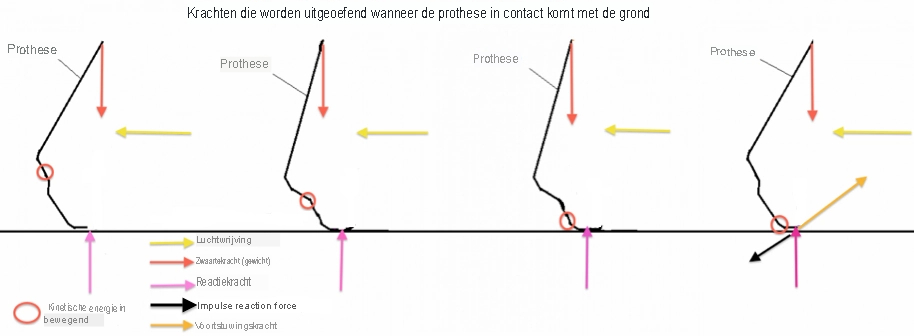 Krachten die worden uitgeoefend wanneer de prothese in contact komt met de grond
Prothese
Prothese
Prothese
Prothese
Luchtwrijving
Zwaartekracht (gewicht)
Reactiekracht
Impulse reaction force
Voortstuwingskracht
Kinetische energie in
bewegend